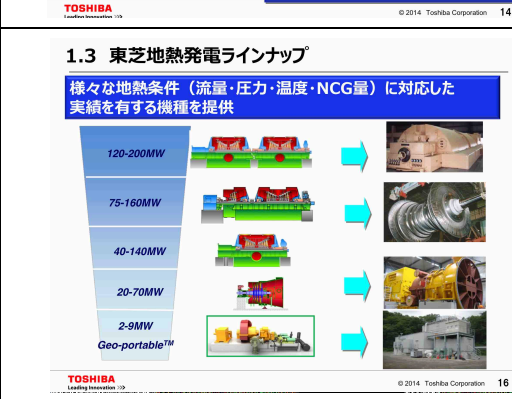 TOSHIBA
Leading Innovation >>>
© 2014 Toshiba Corporation 14
1.3 東芝地熱発電ラインナップ
様々な地熱条件（流量・圧力・温度・NCG量）に対応した
実績を有する機種を提供
120-200MW
75-160MW
40-140MW
20-70MW
2-9MW
Geo-portableTM
TOSHIBA
Leading Innovation >>>
© 2014 Toshiba Corporation 16